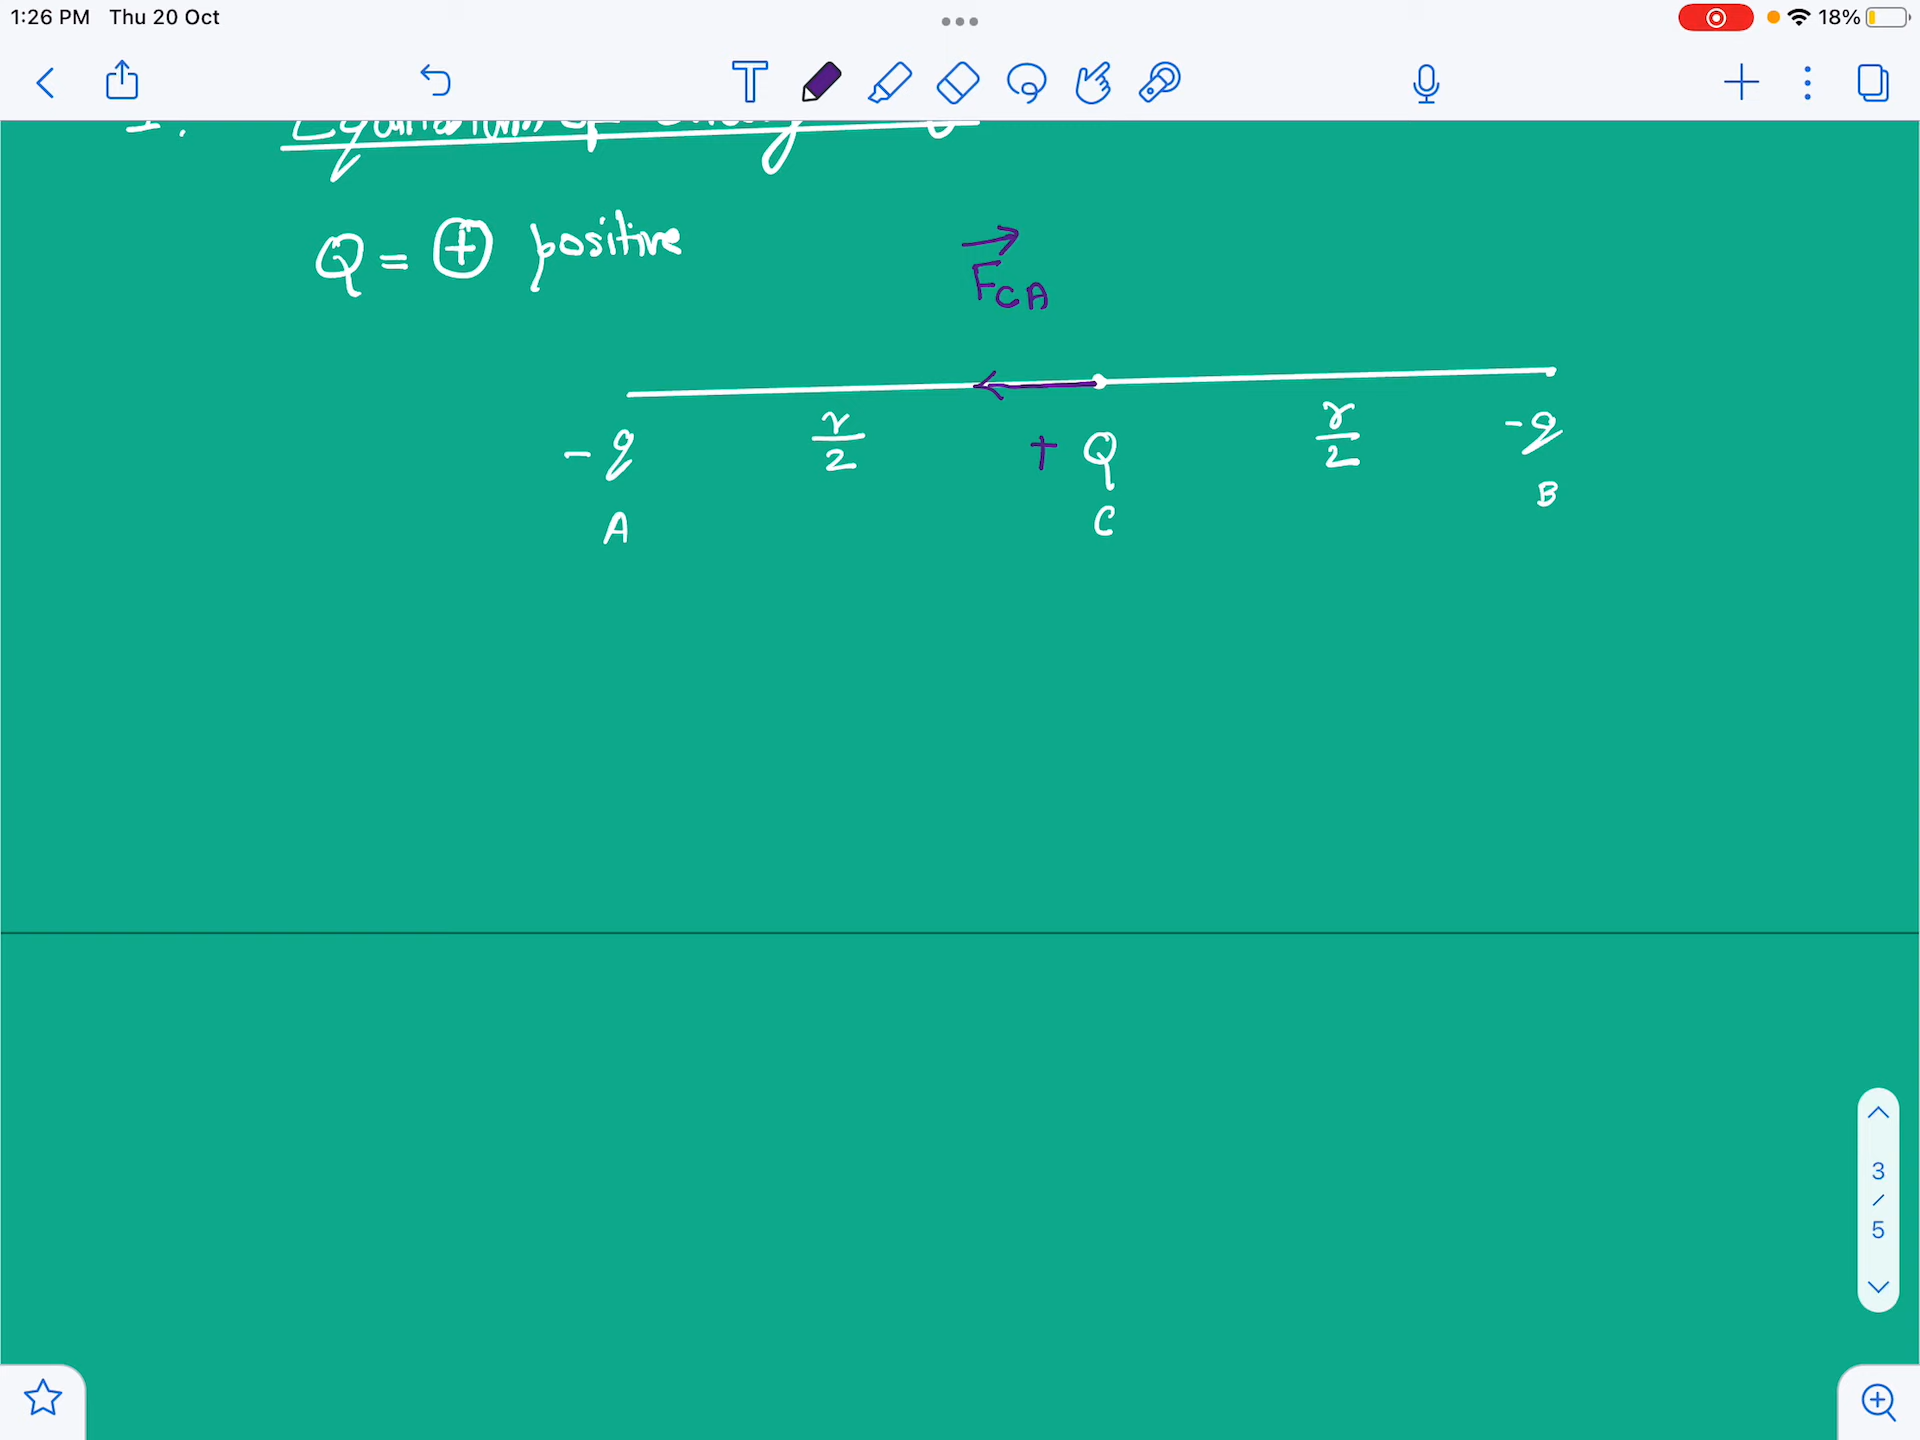 1:26 PM Thu 20 Oct
18%
T
Q = + positive
F⃗CA
r/2 r/2
-q + Q -q
A C B
3
/
5